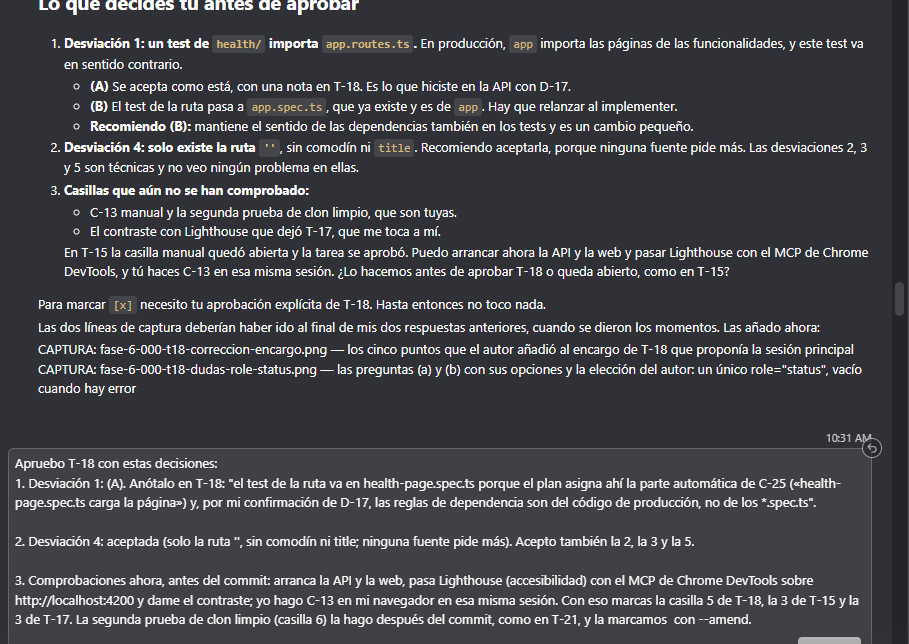 Lo que decides tú antes de aprobar
1. Desviación 1: un test de health/ importa app.routes.ts. En producción, app importa las páginas de las funcionalidades, y este test va
en sentido contrario.
(A) Se acepta como está, con una nota en T-18. Es lo que hiciste en la API con D-17.
(B) El test de la ruta pasa a app.spec.ts, que ya existe y es de app. Hay que relanzar al implementer.
Recomiendo (B): mantiene el sentido de las dependencias también en los tests y es un cambio pequeño.
2. Desviación 4: solo existe la ruta '', sin comodín ni title. Recomiendo aceptarla, porque ninguna fuente pide más. Las desviaciones 2, 3
y 5 son técnicas y no veo ningún problema en ellas.
3. Casillas que aún no se han comprobado:
C-13 manual y la segunda prueba de clon limpio, que son tuyas.
El contraste con Lighthouse que dejó T-17, que me toca a mí.
En T-15 la casilla manual quedó abierta y la tarea se aprobó. Puedo arrancar ahora la API y la web y pasar Lighthouse con el MCP de Chrome
DevTools, y tú haces C-13 en esa misma sesión. ¿Lo hacemos antes de aprobar T-18 o queda abierto, como en T-15?
Para marcar [x] necesito tu aprobación explícita de T-18. Hasta entonces no toco nada.
Las dos líneas de captura deberían haber ido al final de mis dos respuestas anteriores, cuando se dieron los momentos. Las añado ahora:
CAPTURA: fase-6-000-t18-correccion-encargo.png — los cinco puntos que el autor añadió al encargo de T-18 que proponía la sesión principal
CAPTURA: fase-6-000-t18-dudas-role-status.png — las preguntas (a) y (b) con sus opciones y la elección del autor: un único role="status", vacío
cuando hay error
10:31 AM
Apruebo T-18 con estas decisiones:
1. Desviación 1: (A). Anótalo en T-18: "el test de la ruta va en health-page.spec.ts porque el plan asigna ahí la parte automática de C-25 («health-
page.spec.ts carga la página») y, por mi confirmación de D-17, las reglas de dependencia son del código de producción, no de los *.spec.ts".
2. Desviación 4: aceptada (solo la ruta '', sin comodín ni title; ninguna fuente pide más). Acepto también la 2, la 3 y la 5.
3. Comprobaciones ahora, antes del commit: arranca la API y la web, pasa Lighthouse (accesibilidad) con el MCP de Chrome DevTools sobre
http://localhost:4200 y dame el contraste; yo hago C-13 en mi navegador en esa misma sesión. Con eso marcas la casilla 5 de T-18, la 3 de T-15 y la
3 de T-17. La segunda prueba de clon limpio (casilla 6) la hago después del commit, como en T-21, y la marcamos  con --amend.